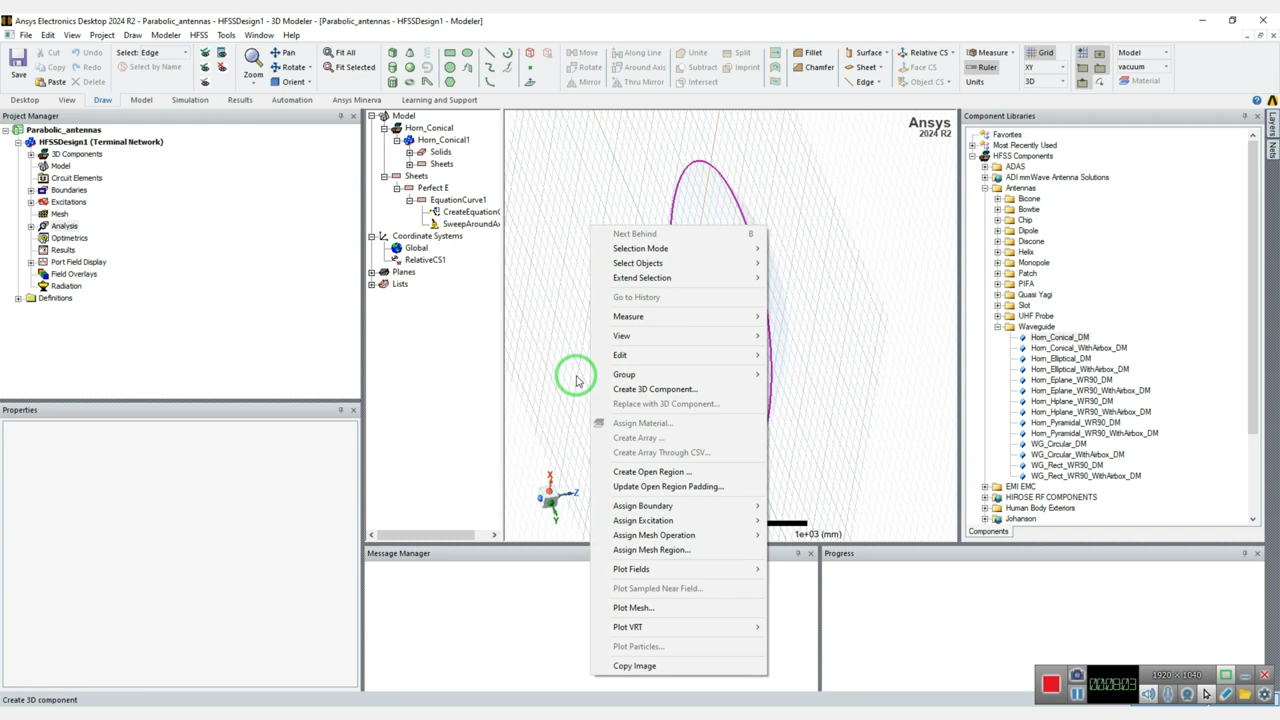 Ansys Electronics Desktop 2024 R2 - Parabolic_antennas - HFSSDesign1 - 3D Modeler - [Parabolic_antennas - HFSSDesign1 - Modeler]
File Edit View Project Draw Modeler HFSS Tools Window Help
Save Cut Copy Paste Undo Redo Delete Select: Edge Select by Name Zoom Pan Rotate Orient Fit All Fit Selected
Move Rotate Mirror Along Line Around Axis Thru Mirror Unite Subtract Intersect Split Imprint Fillet Chamfer
Surface Sheet Edge Relative CS Face CS Object CS Measure Ruler Units Grid XY 3D Model vacuum Material
Desktop View Draw Model Simulation Results Automation Ansys Minerva Learning and Support
Project Manager
Parabolic_antennas
HFSSDesign1 (Terminal Network)
3D Components
Model
Circuit Elements
Boundaries
Excitations
Mesh
Analysis
Optimetrics
Results
Port Field Display
Field Overlays
Radiation
Definitions
Properties
Model
Horn_Conical
Horn_Conical1
Solids
Sheets
Sheets
Perfect E
EquationCurve1
CreateEquationC
SweepAroundAx
Coordinate Systems
Global
RelativeCS1
Planes
Lists
Ansys
2024 R2
X
Z
Y
1e+03 (mm)
Next Behind B
Selection Mode
Select Objects
Extend Selection
Go to History
Measure
View
Edit
Group
Create 3D Component...
Replace with 3D Component...
Assign Material...
Create Array ...
Create Array Through CSV...
Create Open Region ...
Update Open Region Padding...
Assign Boundary
Assign Excitation
Assign Mesh Operation
Assign Mesh Region...
Plot Fields
Plot Sampled Near Field...
Plot Mesh...
Plot VRT
Plot Particles...
Copy Image
Component Libraries
Favorites
Most Recently Used
HFSS Components
ADAS
ADI mmWave Antenna Solutions
Antennas
Bicone
Bowtie
Chip
Dipole
Discone
Helix
Monopole
Patch
PIFA
Quasi Yagi
Slot
UHF Probe
Waveguide
Horn_Conical_DM
Horn_Conical_WithAirbox_DM
Horn_Elliptical_DM
Horn_Elliptical_WithAirbox_DM
Horn_Eplane_WR90_DM
Horn_Eplane_WR90_WithAirbox_DM
Horn_Hplane_WR90_DM
Horn_Hplane_WR90_WithAirbox_DM
Horn_Pyramidal_WR90_DM
Horn_Pyramidal_WR90_WithAirbox_DM
WG_Circular_DM
WG_Circular_WithAirbox_DM
WG_Rect_WR90_DM
WG_Rect_WR90_WithAirbox_DM
EMI EMC
HIROSE RF COMPONENTS
Human Body Exteriors
Johanson
Components
Layers
Nets
Message Manager
Progress
Create 3D component
00:08:03
1920 × 1040